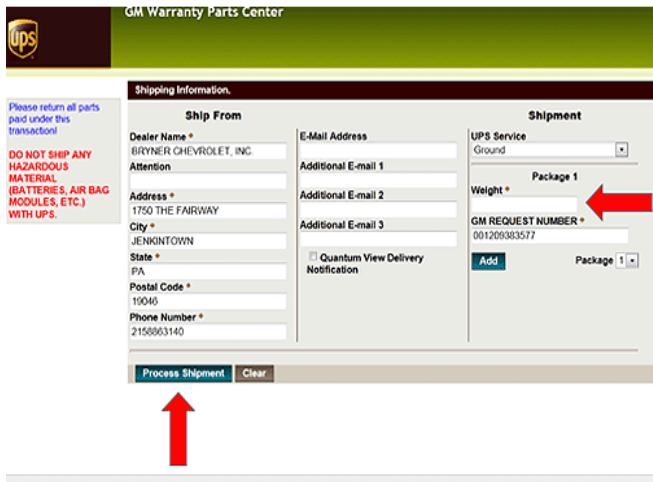 GM Warranty Parts Center
ups
Please return all parts
paid under this
transaction!
DO NOT SHIP ANY
HAZARDOUS
MATERIAL
(BATTERIES, AIR BAG
MODULES, ETC.)
WITH UPS.
Shipping Information.
Ship From
Dealer Name *
BRYNER CHEVROLET, INC.
Attention
Address *
1750 THE FAIRWAY
City *
JENKINTOWN
State *
PA
Postal Code *
19046
Phone Number *
2158863140
E-Mail Address
Additional E-mail 1
Additional E-mail 2
Additional E-mail 3
Quantum View Delivery
Notification
Shipment
UPS Service
Ground
Package 1
Weight *
GM REQUEST NUMBER *
001209383577
Add
Package 1
Process Shipment Clear